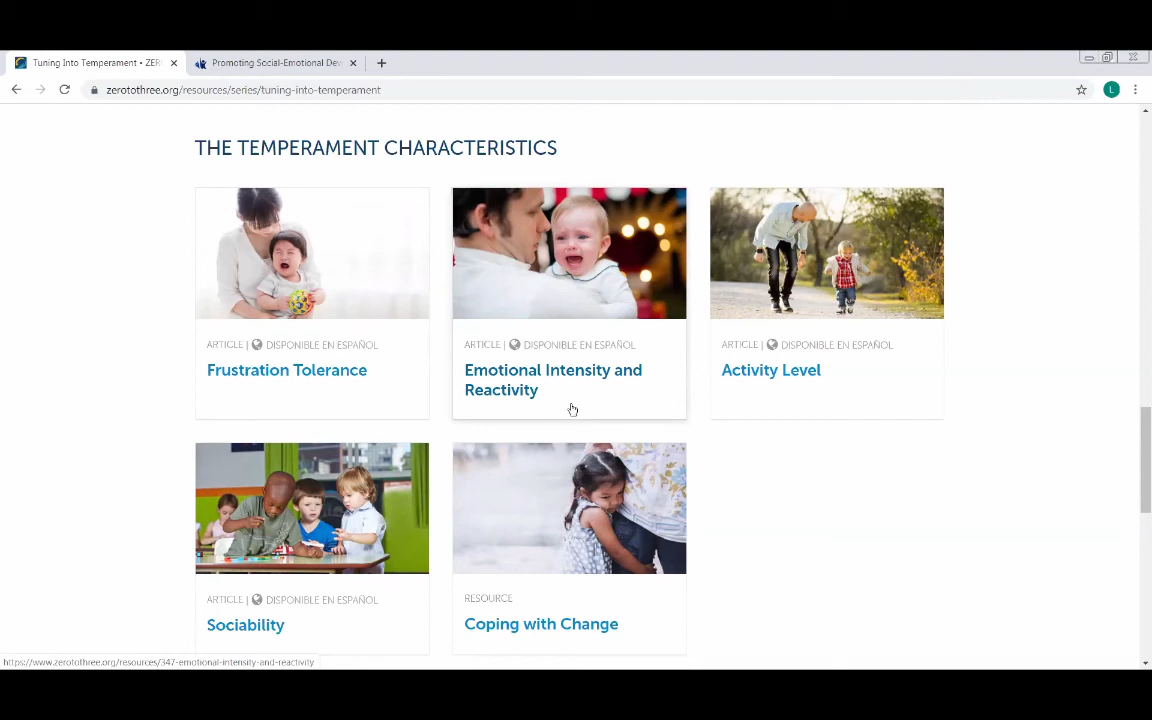 Tuning Into Temperament • ZER
Promoting Social-Emotional Dev
zerotothree.org/resources/series/tuning-into-temperament
L
THE TEMPERAMENT CHARACTERISTICS
ARTICLE | DISPONIBLE EN ESPAÑOL
Frustration Tolerance
ARTICLE | DISPONIBLE EN ESPAÑOL
Emotional Intensity and
Reactivity
ARTICLE | DISPONIBLE EN ESPAÑOL
Activity Level
ARTICLE | DISPONIBLE EN ESPAÑOL
Sociability
RESOURCE
Coping with Change
https://www.zerotothree.org/resources/347-emotional-intensity-and-reactivity